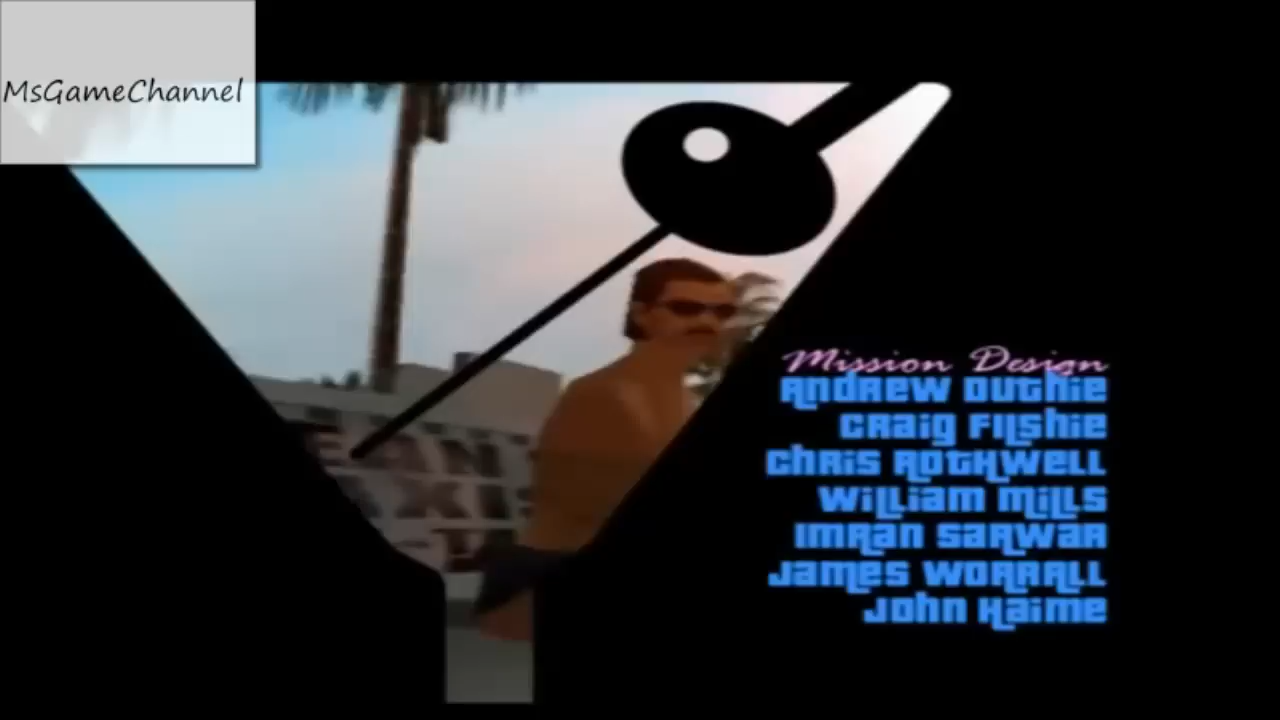 MsGameChannel
Mission Design
Andrew Duthie
Craig Filshie
Chris Rothwell
William Mills
Imran Sarwar
James Worrall
John Haime